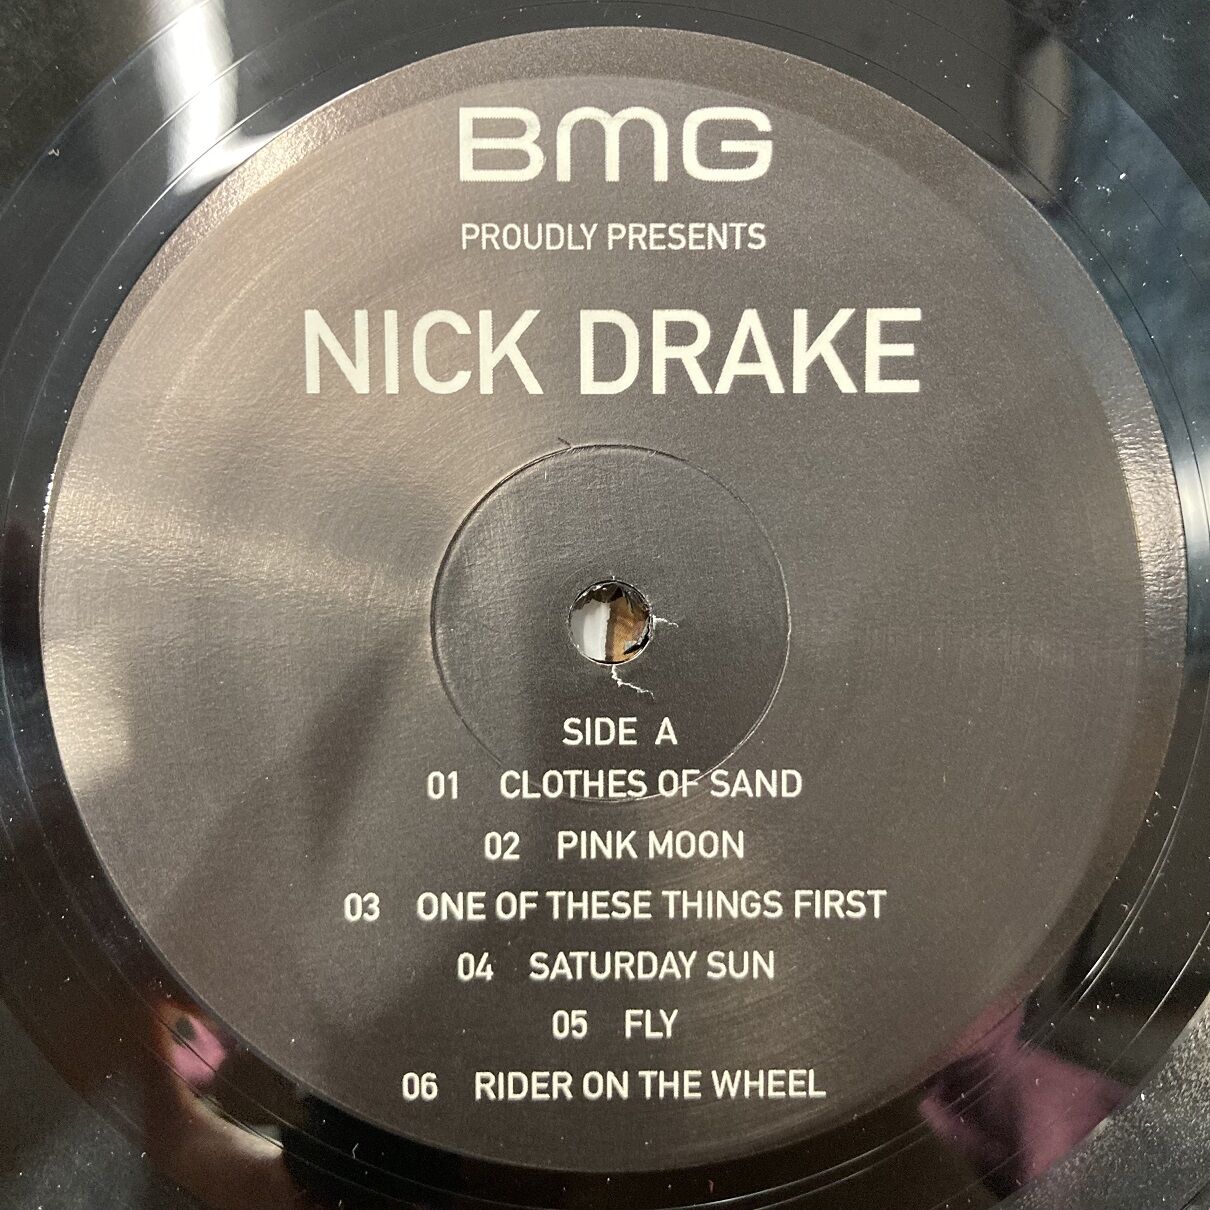 BMG
PROUDLY PRESENTS
NICK DRAKE
SIDE A
01 CLOTHES OF SAND
02 PINK MOON
03 ONE OF THESE THINGS FIRST
04 SATURDAY SUN
05 FLY
06 RIDER ON THE WHEEL